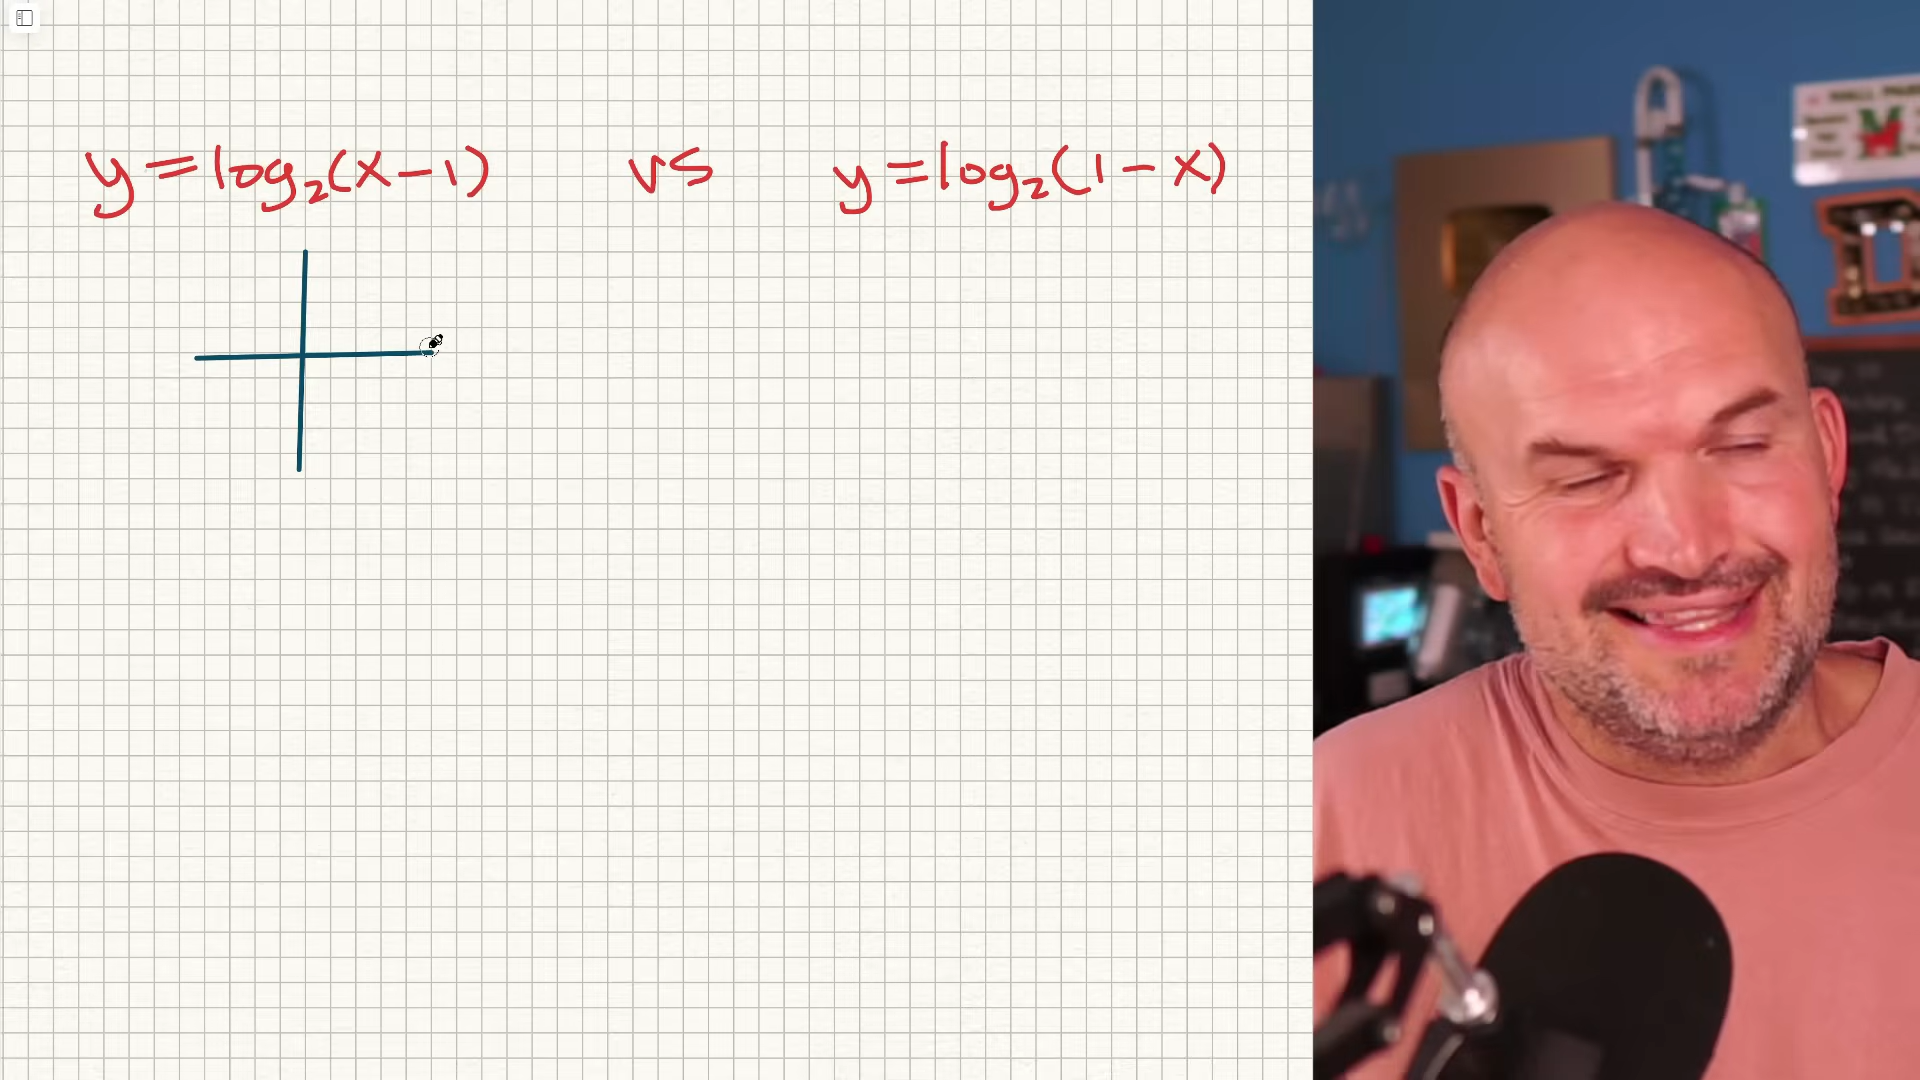 y = log₂(x-1) vs y = log₂(1-x)